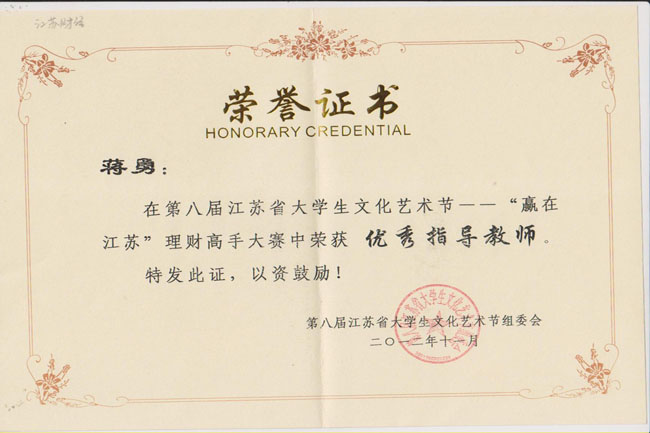 江苏财经
荣誉证书
HONORARY CREDENTIAL
蒋勇：
在第八届江苏省大学生文化艺术节——“赢在
江苏”理财高手大赛中荣获 优秀指导教师。
特发此证，以资鼓励！
第八届江苏省大学生文化艺术节组委会
二〇一二年十一月